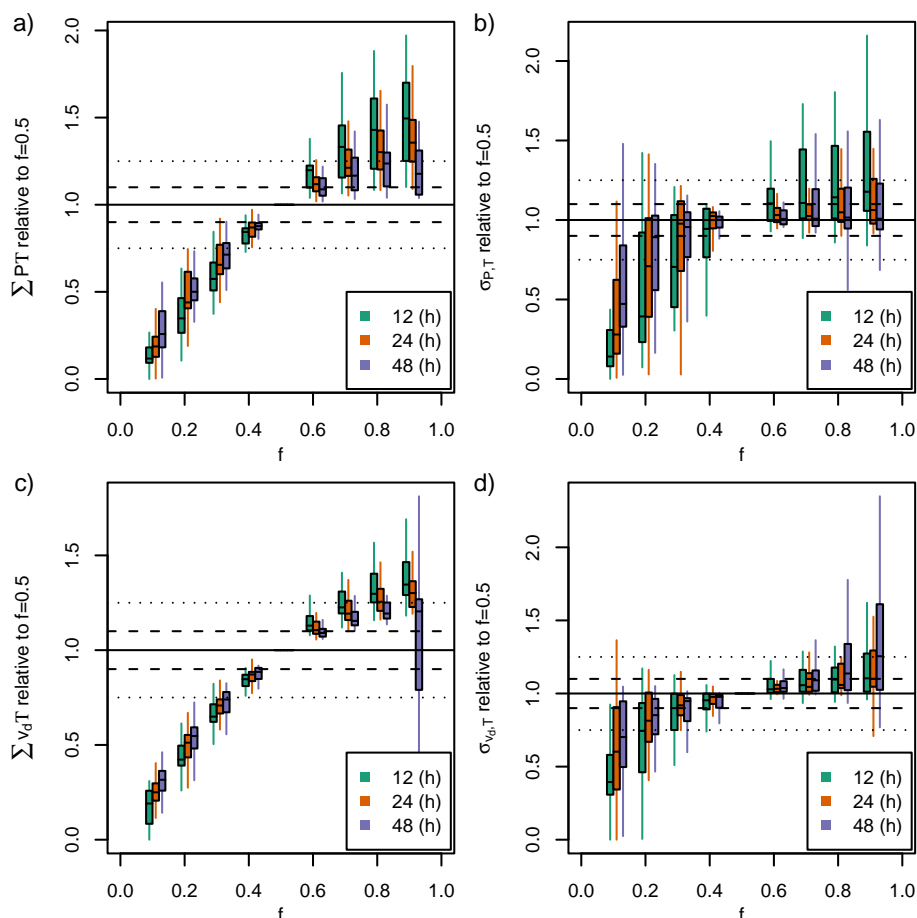 a)
∑ PT relative to f=0.5
2.0
1.5
1.0
0.5
0.0
12 (h)
24 (h)
48 (h)
0.0 0.2 0.4 0.6 0.8 1.0
f
b)
σP,T relative to f=0.5
2.0
1.5
1.0
0.5
0.0
12 (h)
24 (h)
48 (h)
0.0 0.2 0.4 0.6 0.8 1.0
f
c)
∑ vdT relative to f=0.5
1.5
1.0
0.5
0.0
12 (h)
24 (h)
48 (h)
0.0 0.2 0.4 0.6 0.8 1.0
f
d)
σvd,T relative to f=0.5
2.0
1.5
1.0
0.5
0.0
12 (h)
24 (h)
48 (h)
0.0 0.2 0.4 0.6 0.8 1.0
f